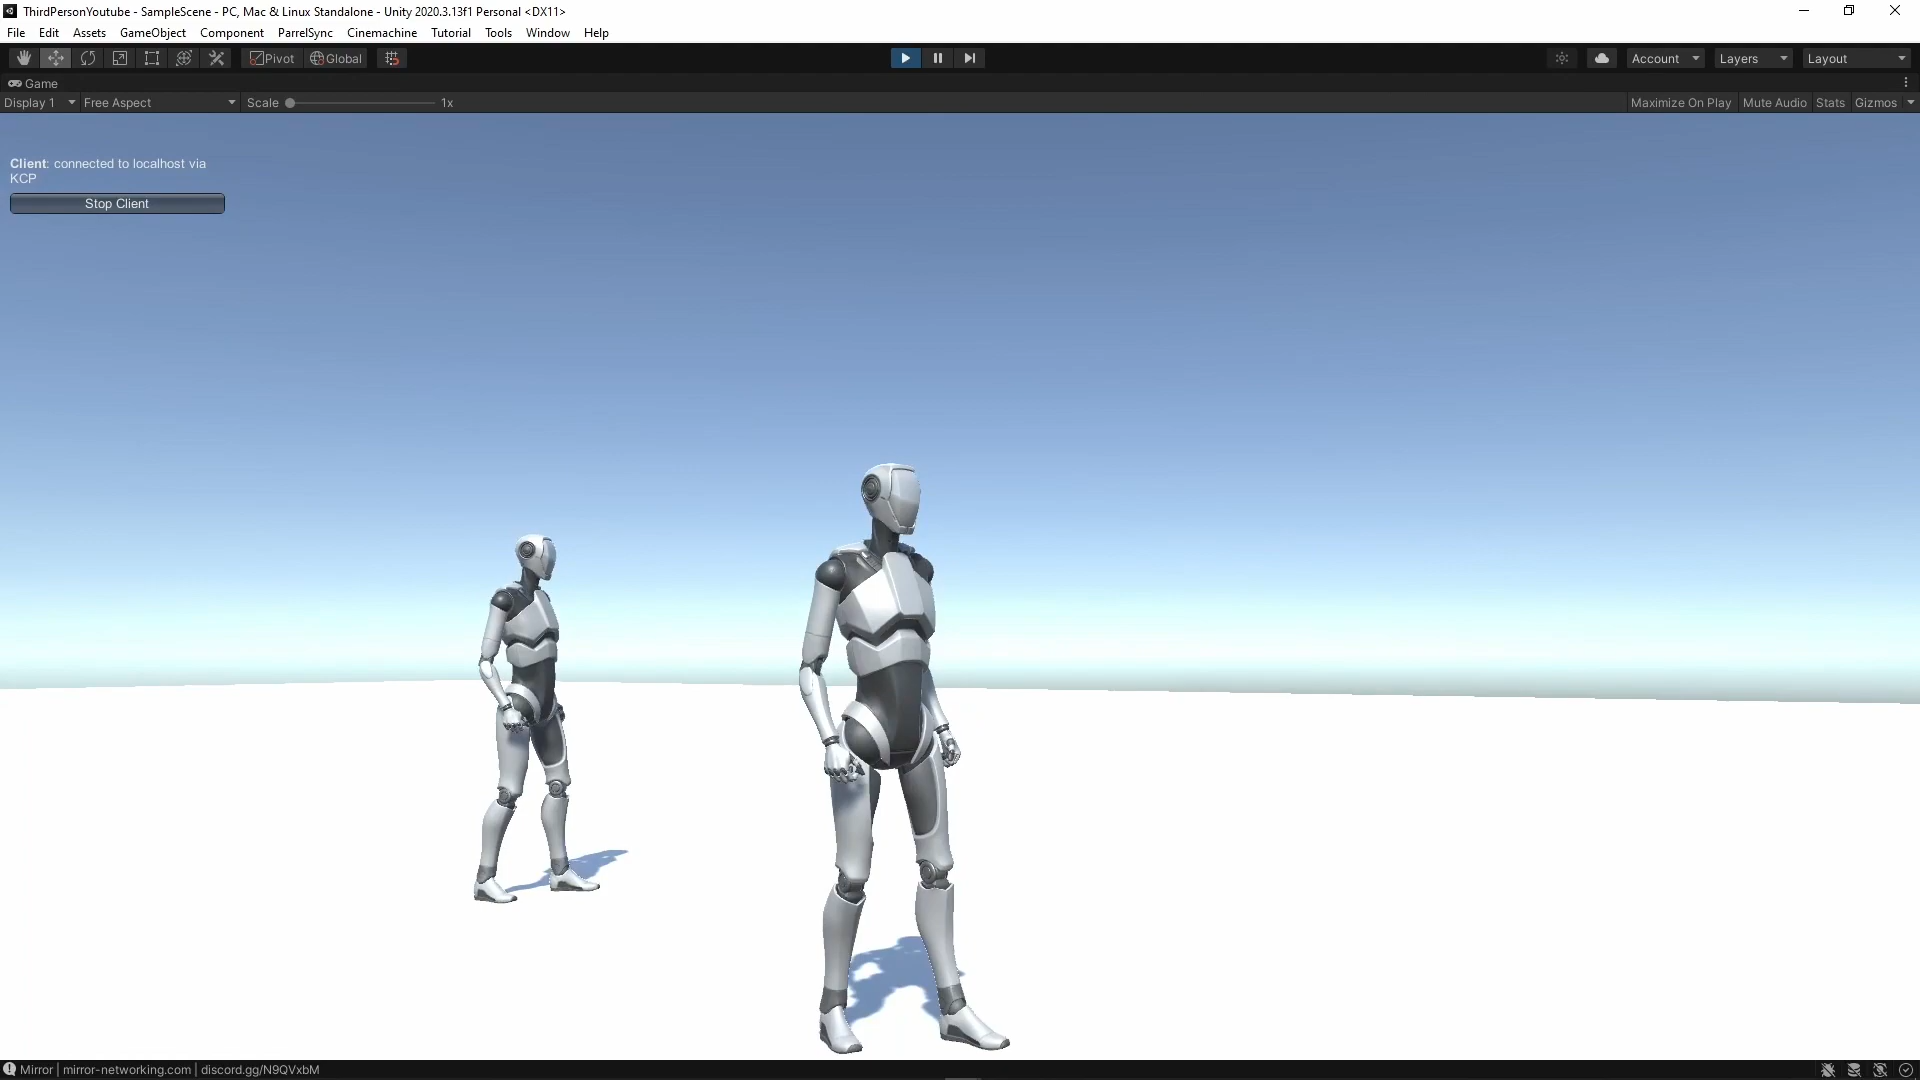 ThirdPersonYoutube - SampleScene - PC, Mac & Linux Standalone - Unity 2020.3.13f1 Personal <DX11>
File Edit Assets GameObject Component ParrelSync Cinemachine Tutorial Tools Window Help
Pivot Global Account Layers Layout
Game
Display 1 Free Aspect Scale 1x Maximize On Play Mute Audio Stats Gizmos
Client: connected to localhost via
KCP
Stop Client
Mirror | mirror-networking.com | discord.gg/N9QVxbM